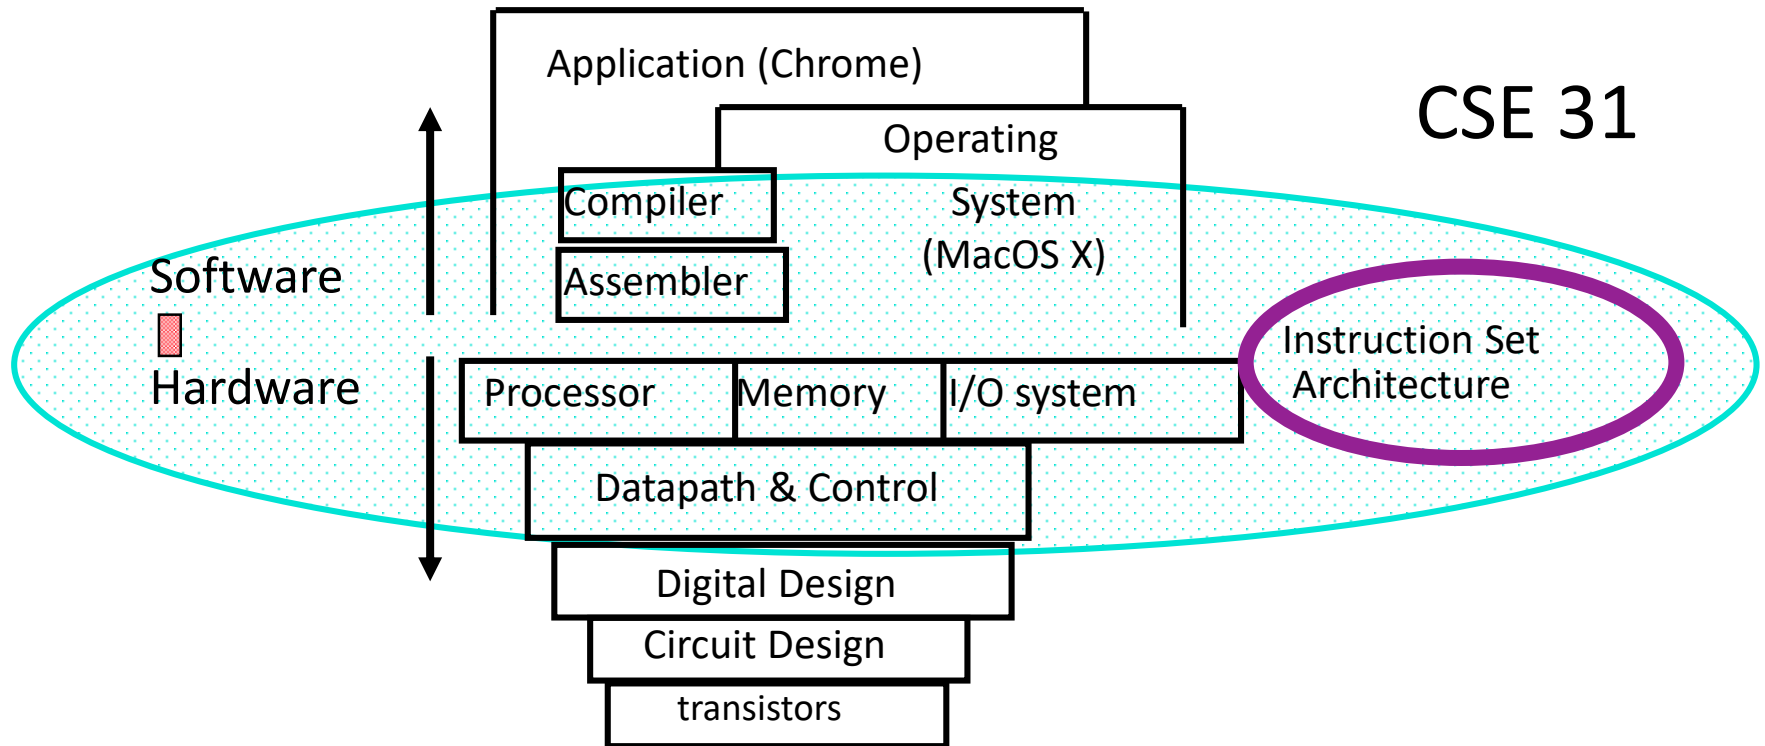 Application (Chrome)
CSE 31
Operating
Compiler
System
(MacOS X)
Assembler
Software
Hardware
Instruction Set
Architecture
Processor
Memory
I/O system
Datapath & Control
Digital Design
Circuit Design
transistors